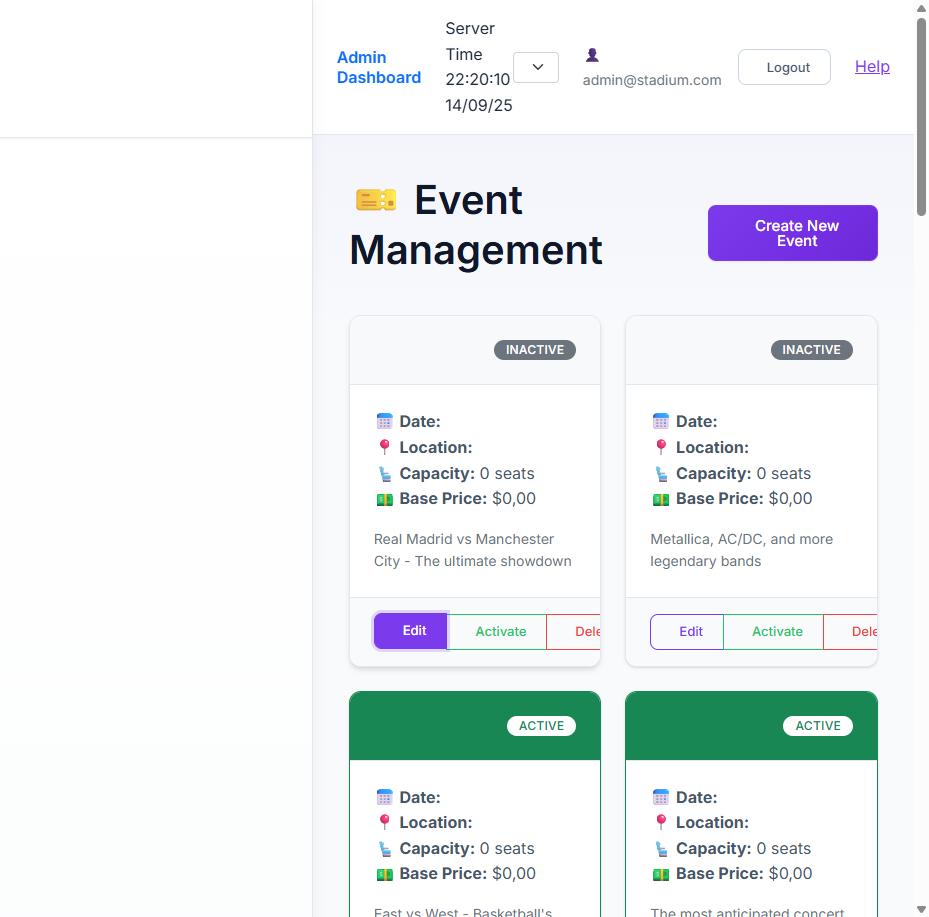 Admin
Dashboard
Server
Time
22:20:10
14/09/25
admin@stadium.com
Logout
Help
Event
Management
Create New
Event
INACTIVE
Date:
Location:
Capacity: 0 seats
Base Price: $0,00
Real Madrid vs Manchester
City - The ultimate showdown
Edit
Activate
Dele
INACTIVE
Date:
Location:
Capacity: 0 seats
Base Price: $0,00
Metallica, AC/DC, and more
legendary bands
Edit
Activate
Dele
ACTIVE
Date:
Location:
Capacity: 0 seats
Base Price: $0,00
East vs West - Basketball's
ACTIVE
Date:
Location:
Capacity: 0 seats
Base Price: $0,00
The most anticipated concert